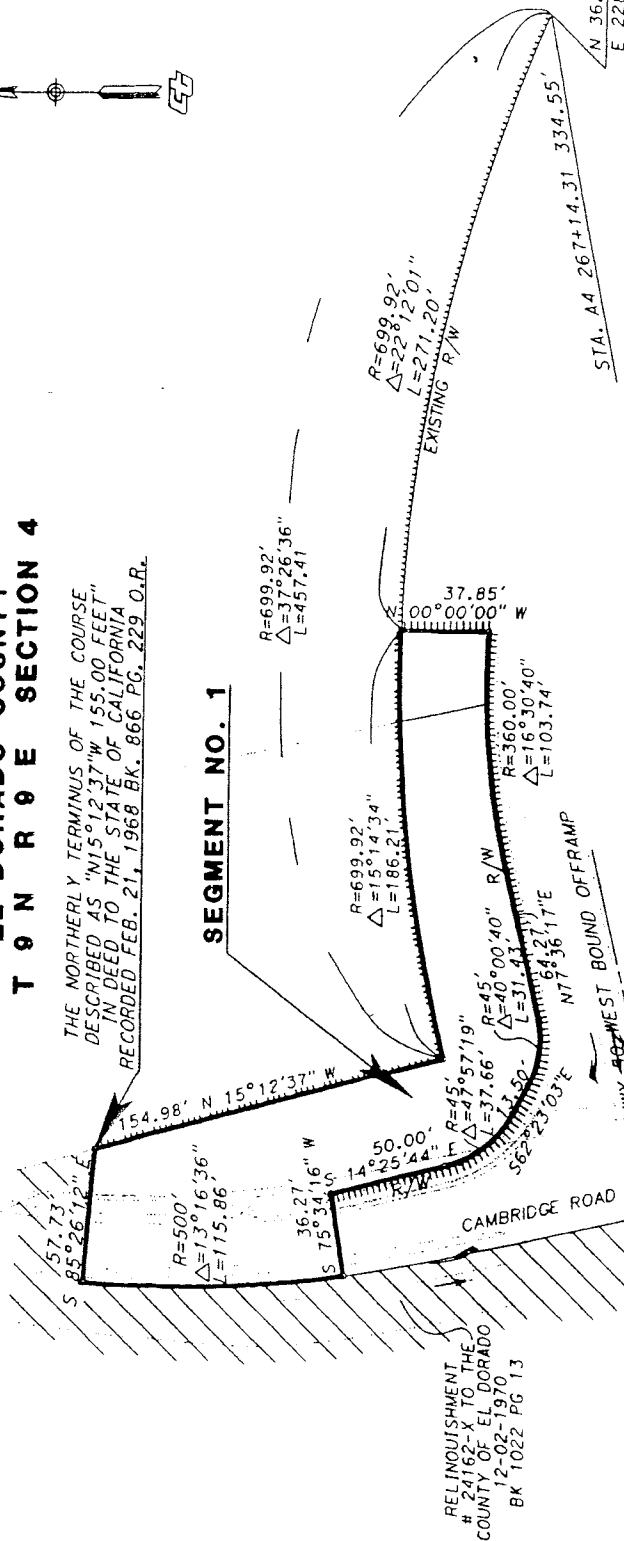 T 9 N R 9 E SECTION 4
THE NORTHERLY TERMINUS OF THE COURSE
DESCRIBED AS "N15°12'37"W 155.00 FEET"
IN DEED TO THE STATE OF CALIFORNIA
RECORDED FEB. 21, 1968 BK. 866 PG. 229 O.R.
SEGMENT NO. 1
57.73'
S 85°26'12" E
154.98' N 15°12'37" W
R=500'
△=13°16'36"
L=115.86'
36.27'
S 75°34'16" W
50.00'
S 14°25'44" E
R/W
R=45'
△=47°57'19"
L=37.66'
13.50'
S62°23'03"E
R=45'
△=40°00'40"
L=31.43'
64.27'
N77°36'17"E
R/W
R=360.00'
△=16°30'40"
L=103.74'
37.85'
N 00°00'00" W
R=699.92'
△=15°14'34"
L=186.21'
R=699.92'
△=37°26'36"
L=457.41
R=699.92'
△=22°12'01"
L=271.20'
EXISTING R/W
STA. A4 267+14.31 334.55'
N 36.
E 22
CAMBRIDGE ROAD
WEST BOUND OFFRAMP
RELINQUISHMENT
# 24162-X TO THE
COUNTY OF EL DORADO
12-02-1970
BK 1022 PG 13
ct